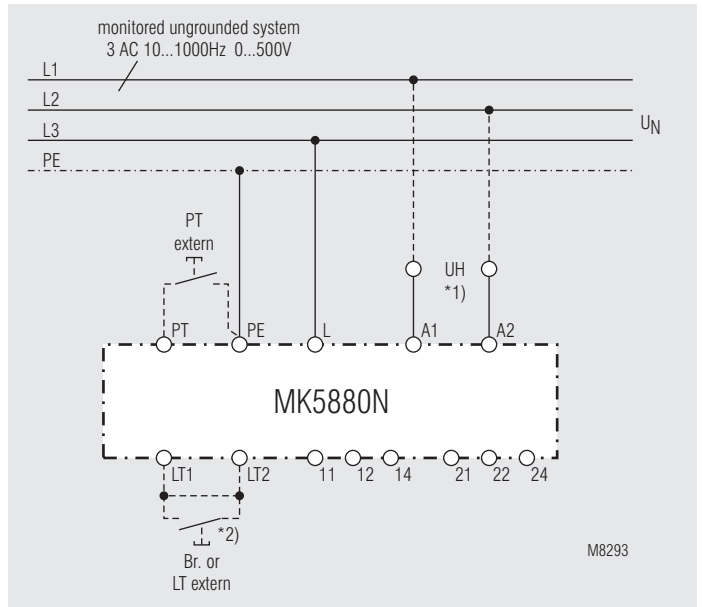 monitored ungrounded system
3 AC 10...1000Hz 0...500V
L1
L2
L3
UN
PE
PT
extern
UH
*1)
PT PE L A1 A2
MK5880N
LT1 LT2 11 12 14 21 22 24
*2)
Br. or
LT extern
M8293